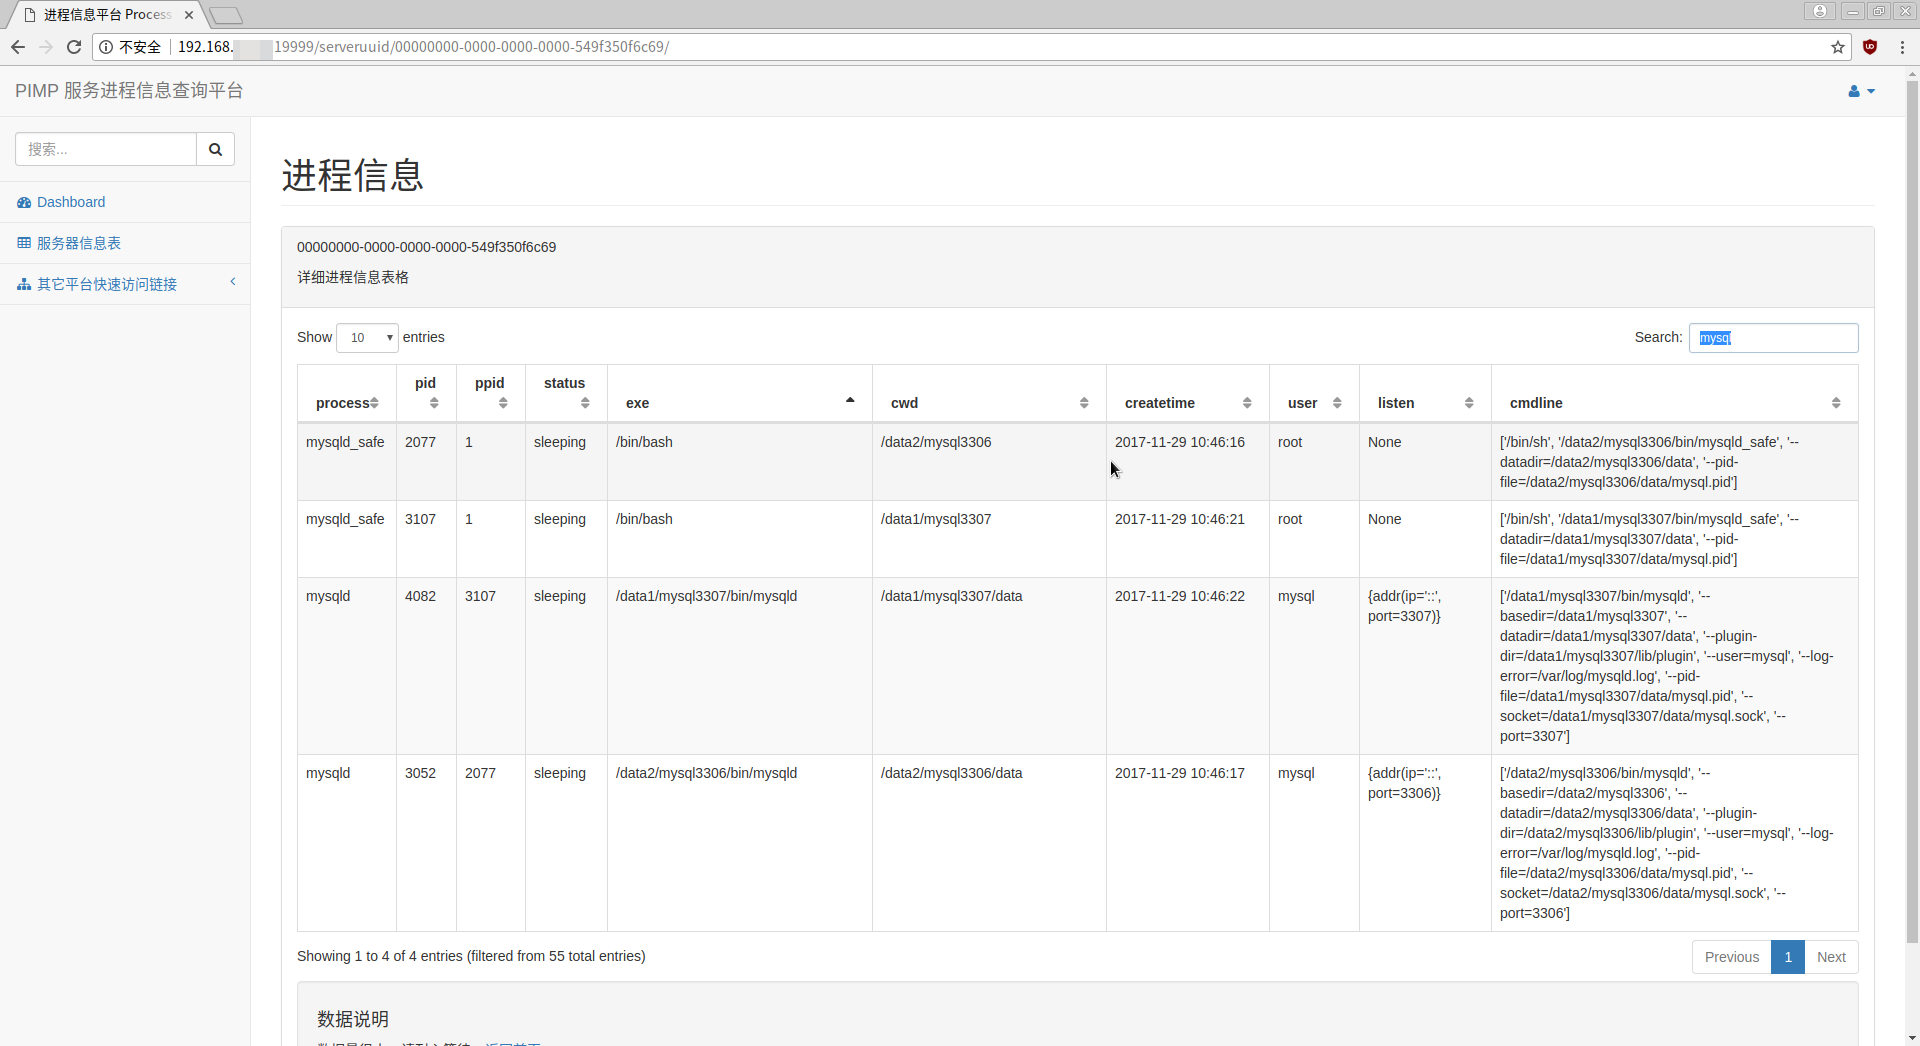 进程信息平台 Process
不安全 192.168. 19999/serveruuid/00000000-0000-0000-0000-549f350f6c69/
PIMP 服务进程信息查询平台
搜索...
Dashboard
服务器信息表
其它平台快速访问链接
进程信息
00000000-0000-0000-0000-549f350f6c69
详细进程信息表格
Show 10 entries Search: mysql
process pid ppid status exe cwd createtime user listen cmdline
mysqld_safe 2077 1 sleeping /bin/bash /data2/mysql3306 2017-11-29 10:46:16 root None ['/bin/sh', '/data2/mysql3306/bin/mysqld_safe', '--
datadir=/data2/mysql3306/data', '--pid-
file=/data2/mysql3306/data/mysql.pid']
mysqld_safe 3107 1 sleeping /bin/bash /data1/mysql3307 2017-11-29 10:46:21 root None ['/bin/sh', '/data1/mysql3307/bin/mysqld_safe', '--
datadir=/data1/mysql3307/data', '--pid-
file=/data1/mysql3307/data/mysql.pid']
mysqld 4082 3107 sleeping /data1/mysql3307/bin/mysqld /data1/mysql3307/data 2017-11-29 10:46:22 mysql {addr(ip='::', ['/data1/mysql3307/bin/mysqld', '--
port=3307)} basedir=/data1/mysql3307', '--
datadir=/data1/mysql3307/data', '--plugin-
dir=/data1/mysql3307/lib/plugin', '--user=mysql', '--log-
error=/var/log/mysqld.log', '--pid-
file=/data1/mysql3307/data/mysql.pid', '--
socket=/data1/mysql3307/data/mysql.sock', '--
port=3307']
mysqld 3052 2077 sleeping /data2/mysql3306/bin/mysqld /data2/mysql3306/data 2017-11-29 10:46:17 mysql {addr(ip='::', ['/data2/mysql3306/bin/mysqld', '--
port=3306)} basedir=/data2/mysql3306', '--
datadir=/data2/mysql3306/data', '--plugin-
dir=/data2/mysql3306/lib/plugin', '--user=mysql', '--log-
error=/var/log/mysqld.log', '--pid-
file=/data2/mysql3306/data/mysql.pid', '--
socket=/data2/mysql3306/data/mysql.sock', '--
port=3306']
Showing 1 to 4 of 4 entries (filtered from 55 total entries) Previous 1 Next
数据说明